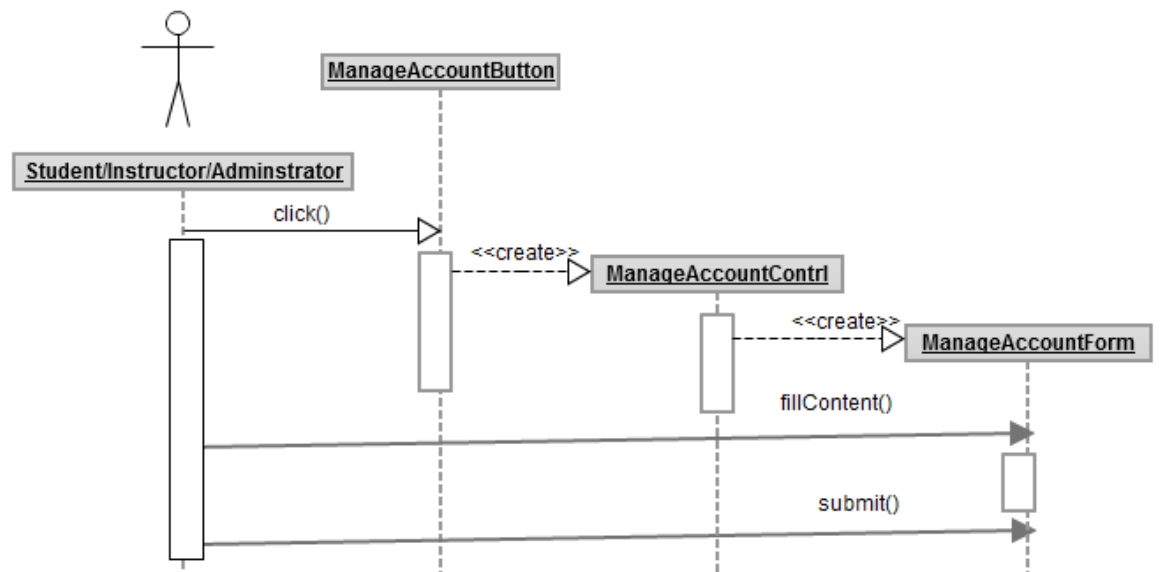 ManageAccountButton
Student/Instructor/Adminstrator
click()
<<create>>
ManageAccountContrl
<<create>>
ManageAccountForm
fillContent()
submit()